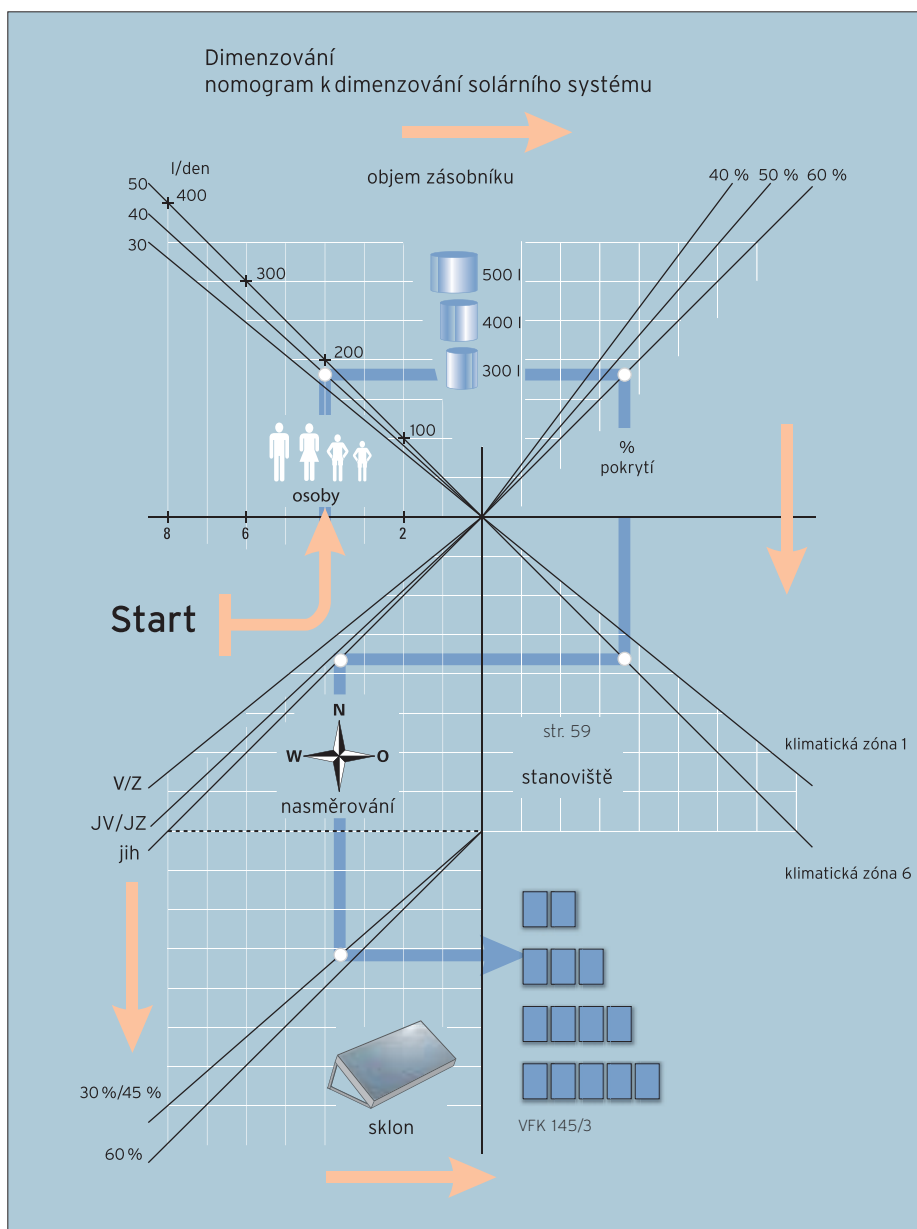 Dimenzování
nomogram k dimenzování solárního systému
l/den
objem zásobníku
40 % 50 % 60 %
50
400
40
30
300
500 l
400 l
200
300 l
100
%
pokrytí
osoby
8 6 2
Start
N
W O
str. 59
klimatická zóna 1
V/Z
stanoviště
nasměrování
JV/JZ
jih
klimatická zóna 6
30 %/45 %
sklon
VFK 145/3
60 %